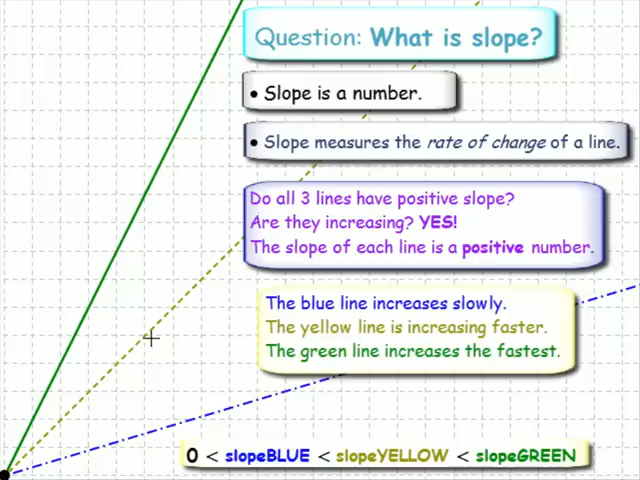 Question: What is slope?
• Slope is a number.
• Slope measures the rate of change of a line.
Do all 3 lines have positive slope?
Are they increasing? YES!
The slope of each line is a positive number.
The blue line increases slowly.
The yellow line is increasing faster.
The green line increases the fastest.
0 < slopeBLUE < slopeYELLOW < slopeGREEN